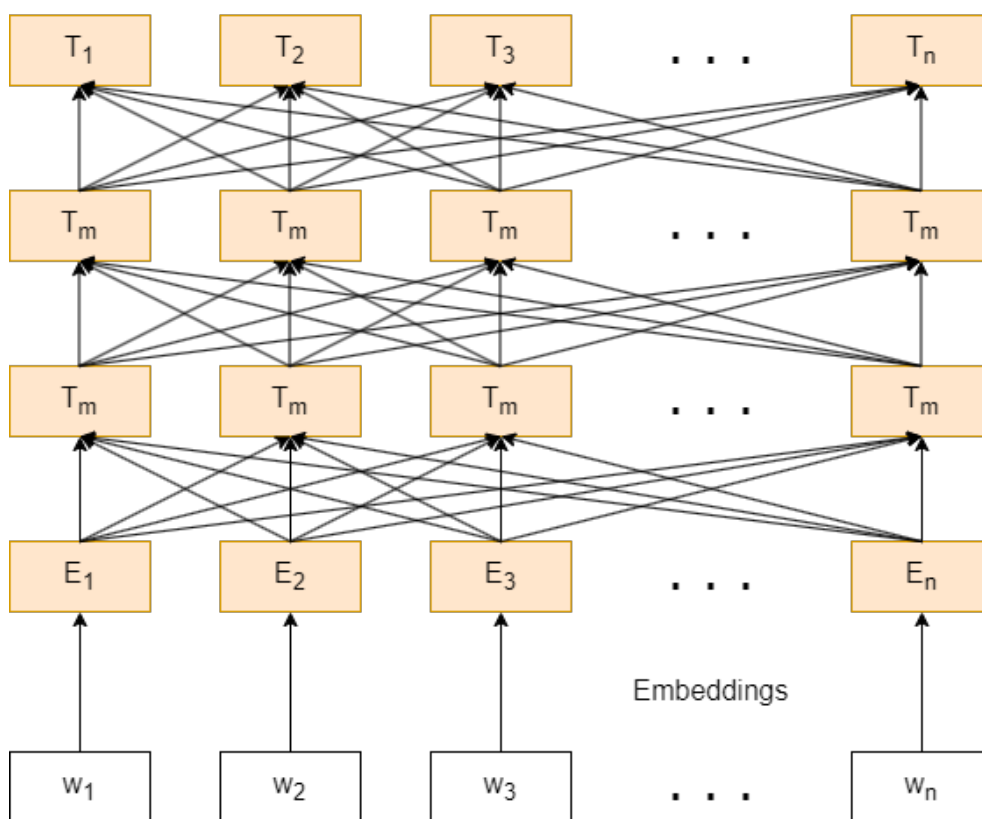 T1 T2 T3 . . . Tn
Tm Tm Tm . . . Tm
Tm Tm Tm . . . Tm
E1 E2 E3 . . . En
Embeddings
w1 w2 w3 . . . wn